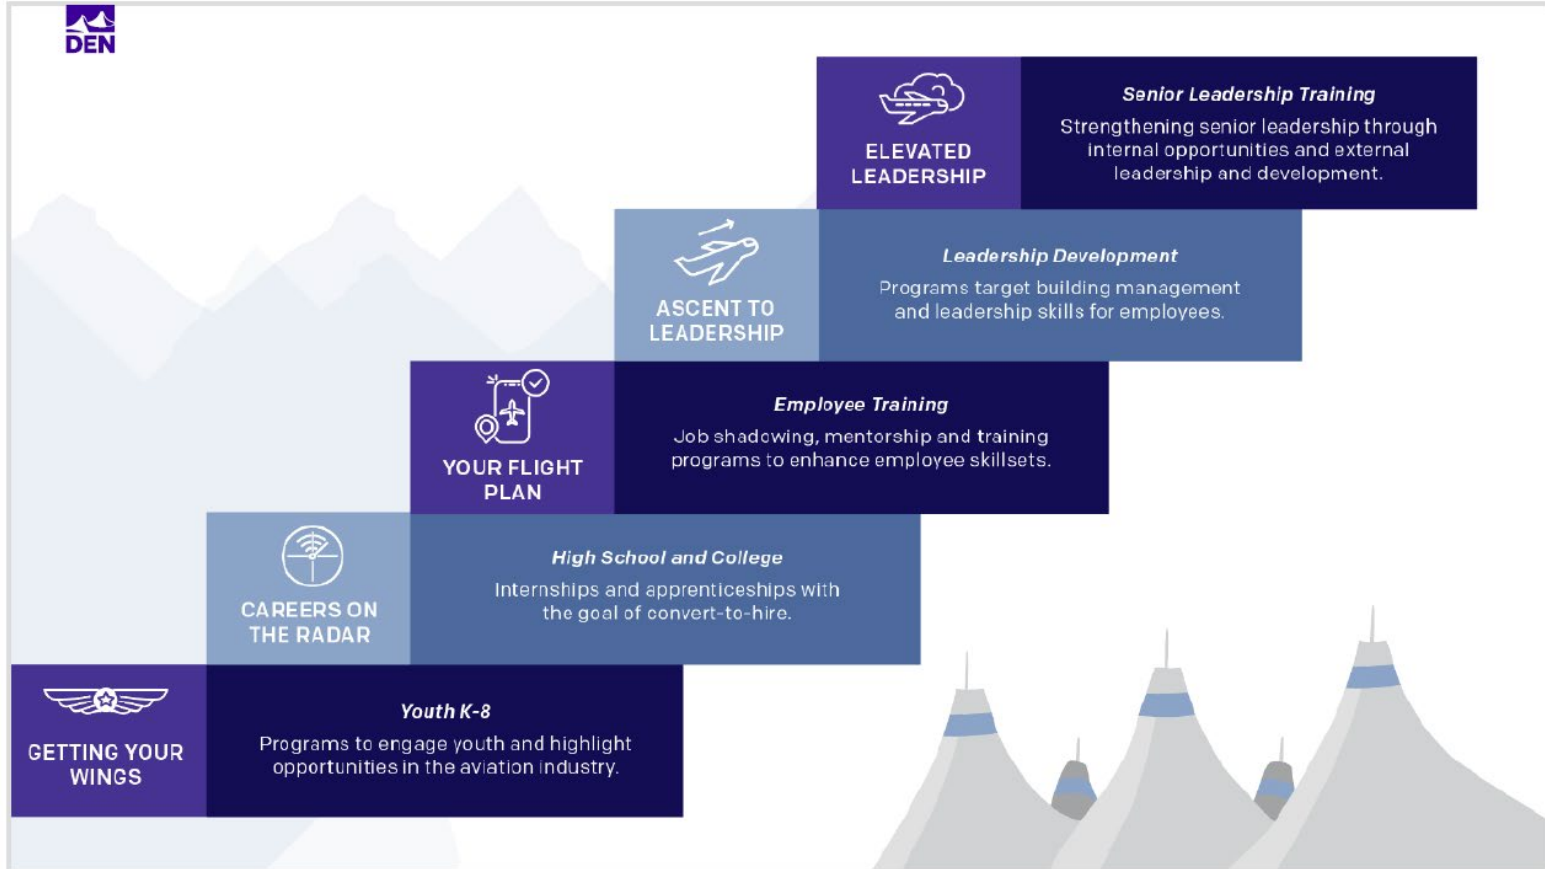 DEN
ELEVATED
LEADERSHIP
Senior Leadership Training
Strengthening senior leadership through
internal opportunities and external
leadership and development.
ASCENT TO
LEADERSHIP
Leadership Development
Programs target building management
and leadership skills for employees.
YOUR FLIGHT
PLAN
Employee Training
Job shadowing, mentorship and training
programs to enhance employee skillsets.
CAREERS ON
THE RADAR
High School and College
Internships and apprenticeships with
the goal of convert-to-hire.
GETTING YOUR
WINGS
Youth K-8
Programs to engage youth and highlight
opportunities in the aviation industry.